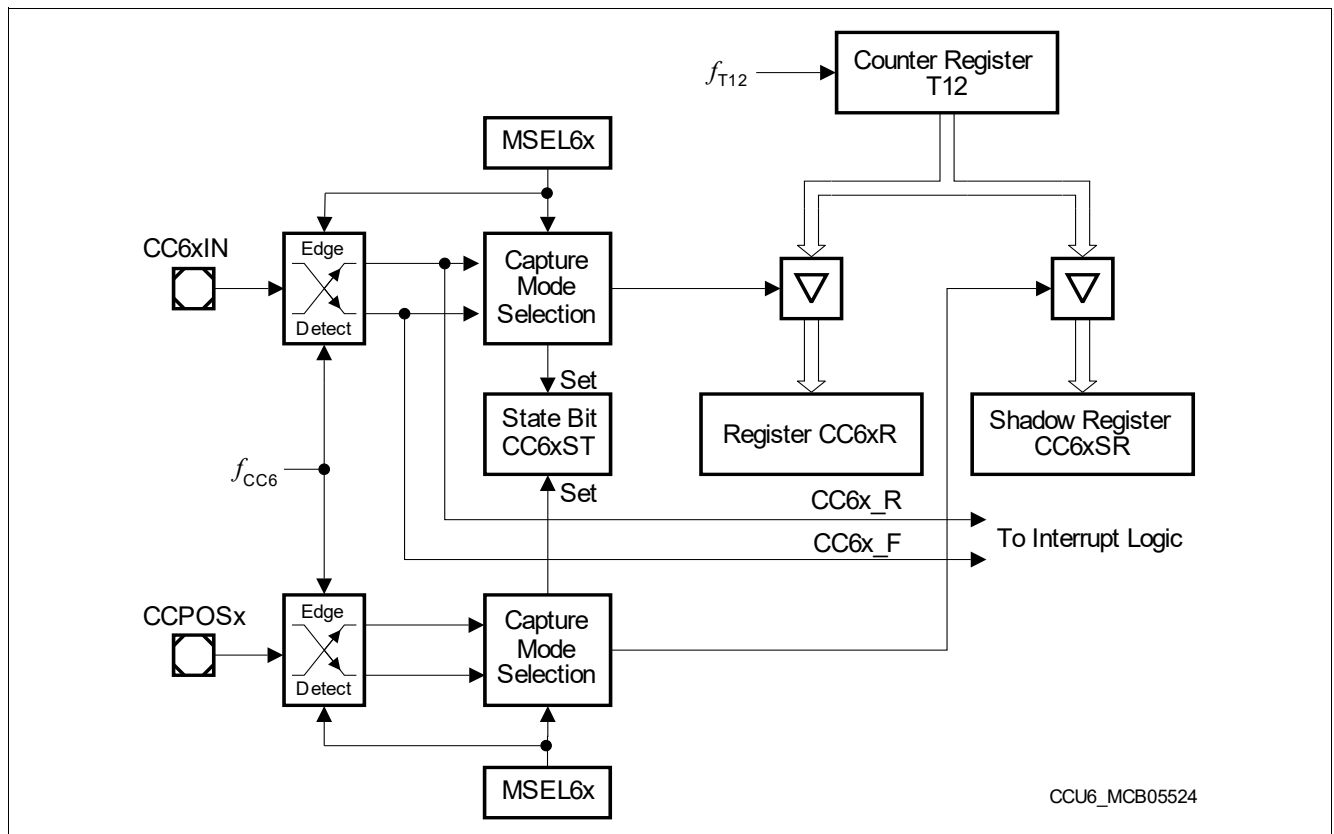 Counter Register
T12
fT12
MSEL6x
CC6xIN
Edge
Detect
Capture
Mode
Selection
Set
State Bit
CC6xST
Register CC6xR
Shadow Register
CC6xSR
fCC6
Set
CC6x_R
CC6x_F
To Interrupt Logic
CCPOSx
Edge
Detect
Capture
Mode
Selection
MSEL6x
CCU6_MCB05524